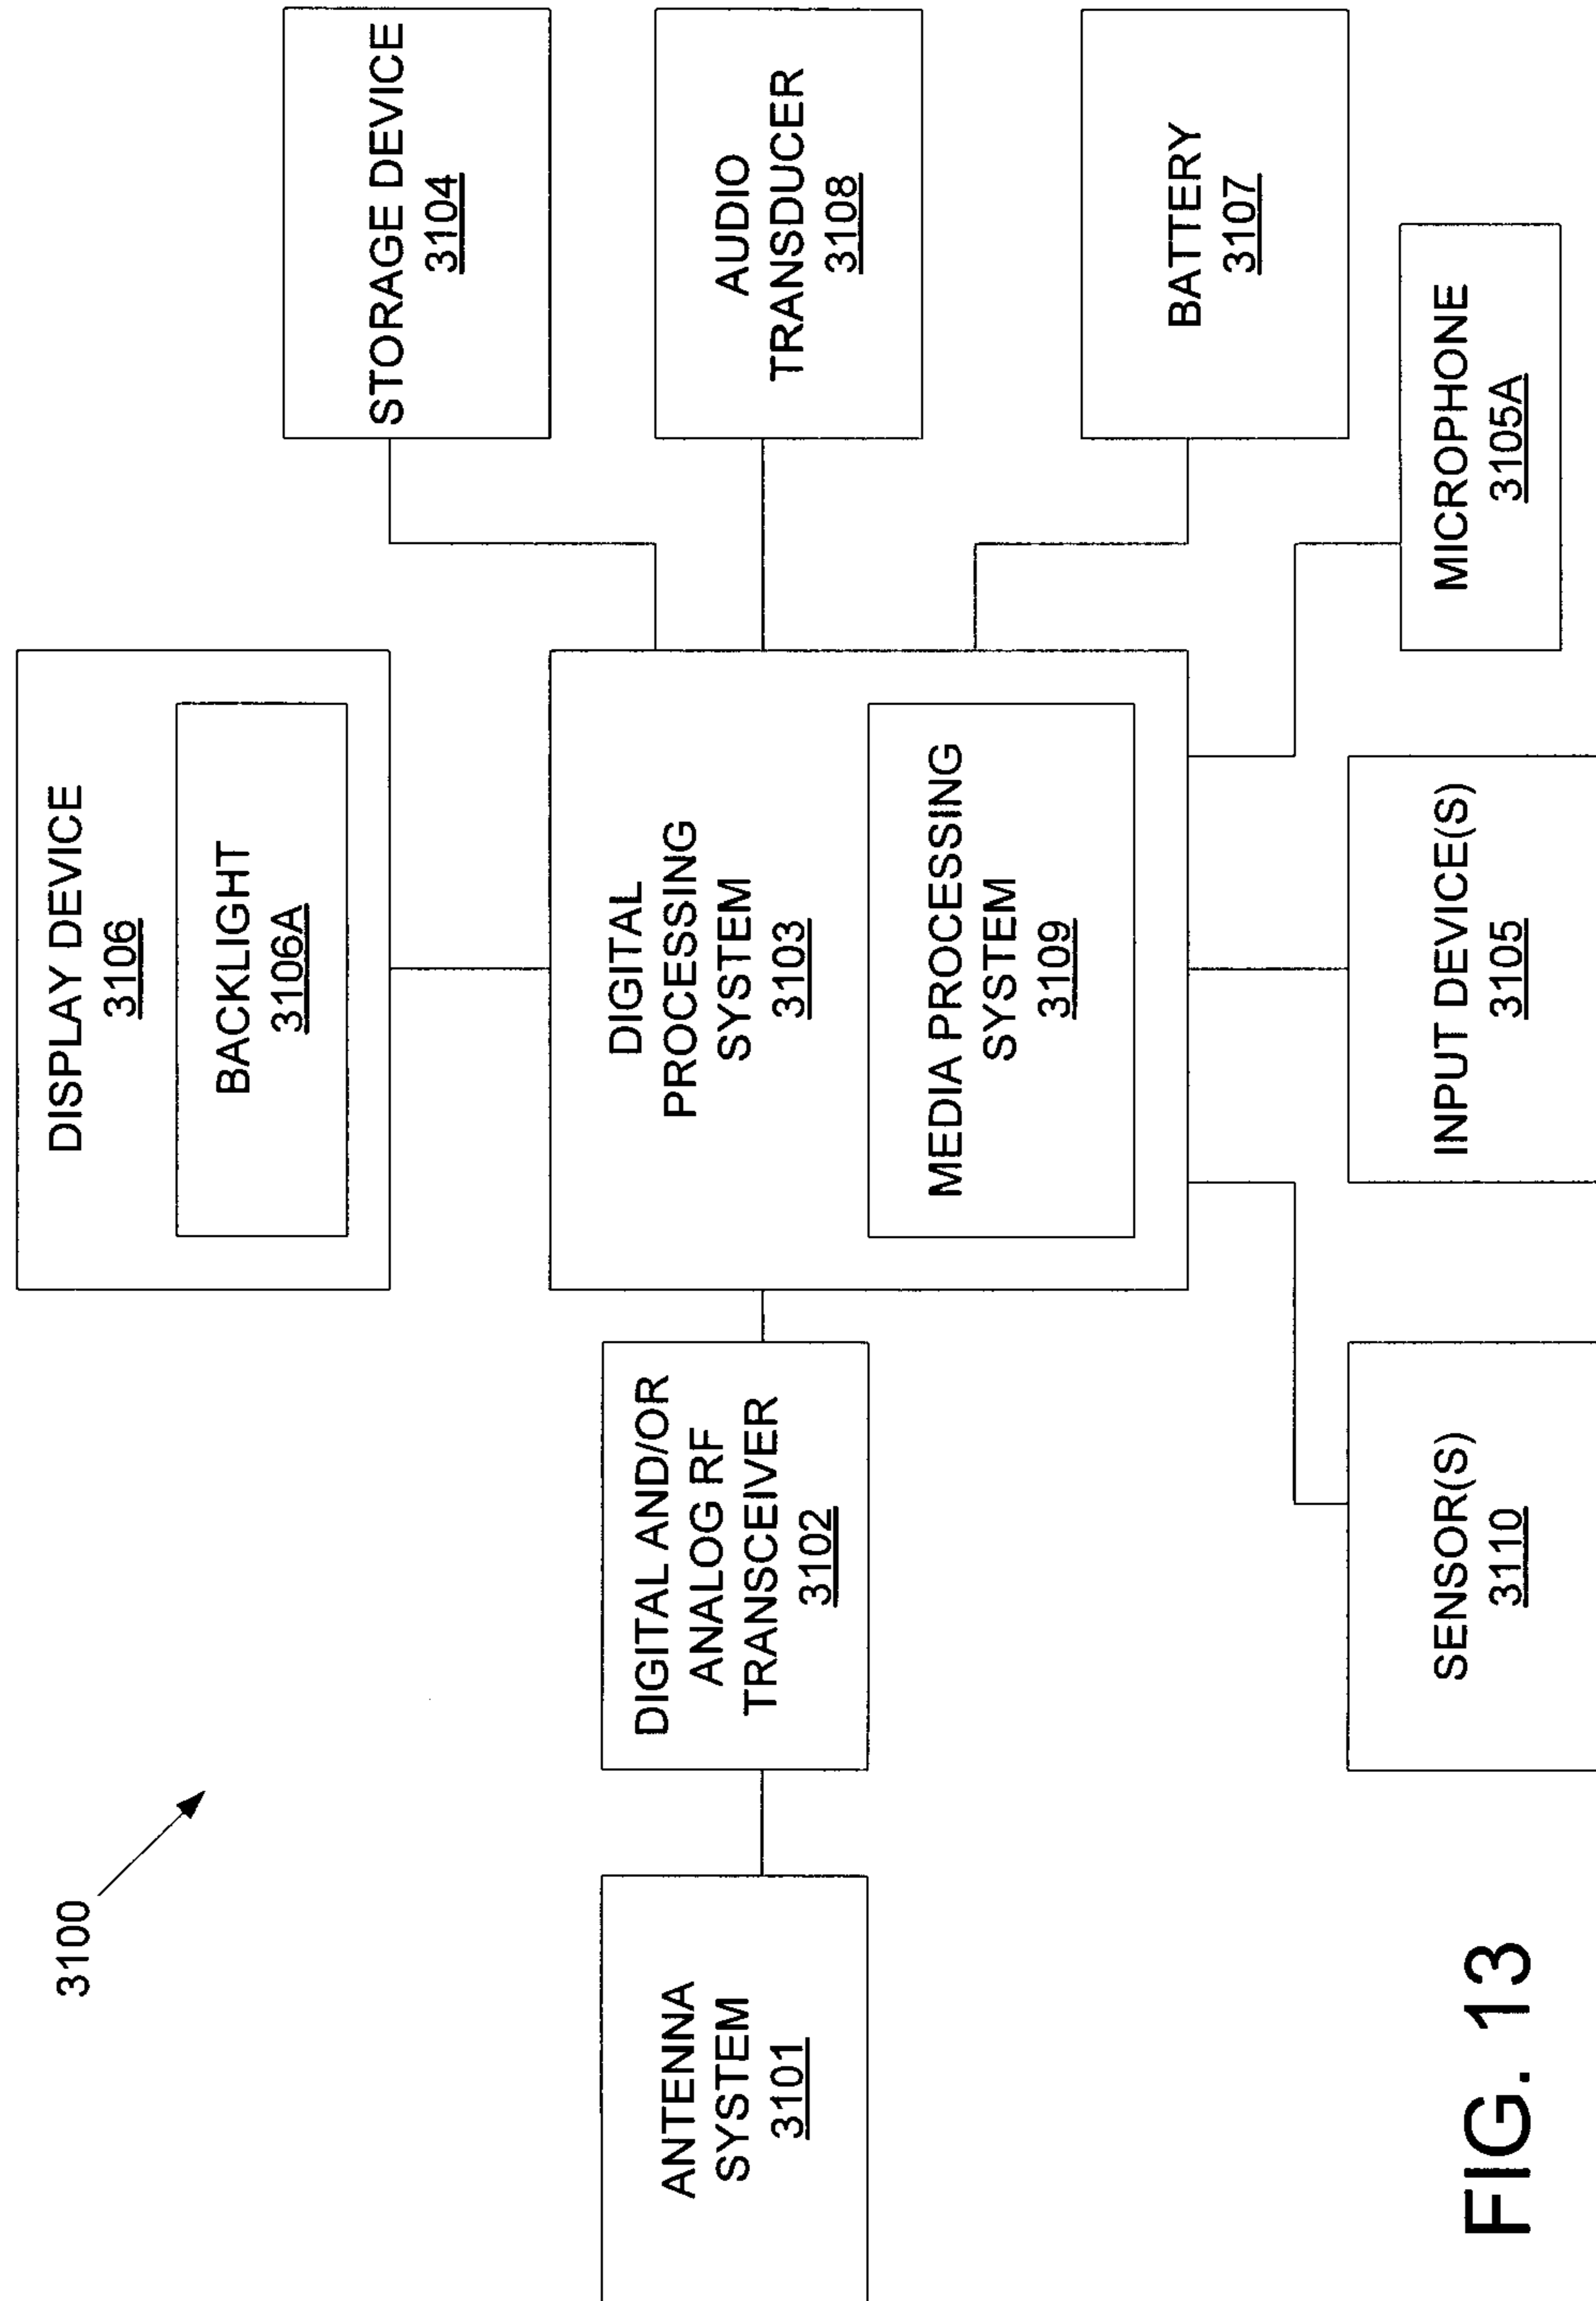 3100
DISPLAY DEVICE
3106
BACKLIGHT
3106A
STORAGE DEVICE
3104
ANTENNA
SYSTEM
3101
DIGITAL AND/OR
ANALOG RF
TRANSCEIVER
3102
DIGITAL
PROCESSING
SYSTEM
3103
MEDIA PROCESSING
SYSTEM
3109
AUDIO
TRANSDUCER
3108
BATTERY
3107
SENSOR(S)
3110
INPUT DEVICE(S)
3105
MICROPHONE
3105A
FIG. 13